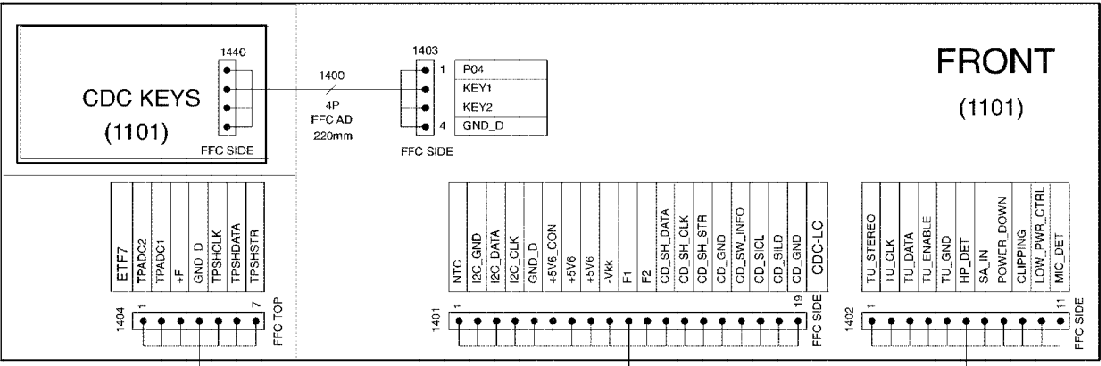 1440
CDC KEYS
(1101)
FFC SIDE
1400
4P
FFC AD
220mm
1403
1 P04
KEY1
KEY2
4 GND_D
FFC SIDE
FRONT
(1101)
ETF7
TPADC2
TPADC1
+F
GND_D
TPSHCLK
TPSHDATA
TPSHSTR
1404
1
7
FFC TOP
NTC
I2C_GND
I2C_DATA
I2C_CLK
GND_D
+5V6_CON
+5V6
+5V6
-Vkk
F1
F2
CD_SH_DATA
CD_SH_CLK
CD_SH_STR
CD_GND
CD_SW_INFO
CD_SICL
CD_SILD
CD_GND
CDC-LC
1401
1
19
FFC SIDE
TU_STEREO
TU_CLK
TU_DATA
TU_ENABLE
TU_GND
HP_DET
SA_IN
POWER_DOWN
CLIPPING
LOW_PWR_CTRL
MIC_DET
1402
1
11
FFC SIDE